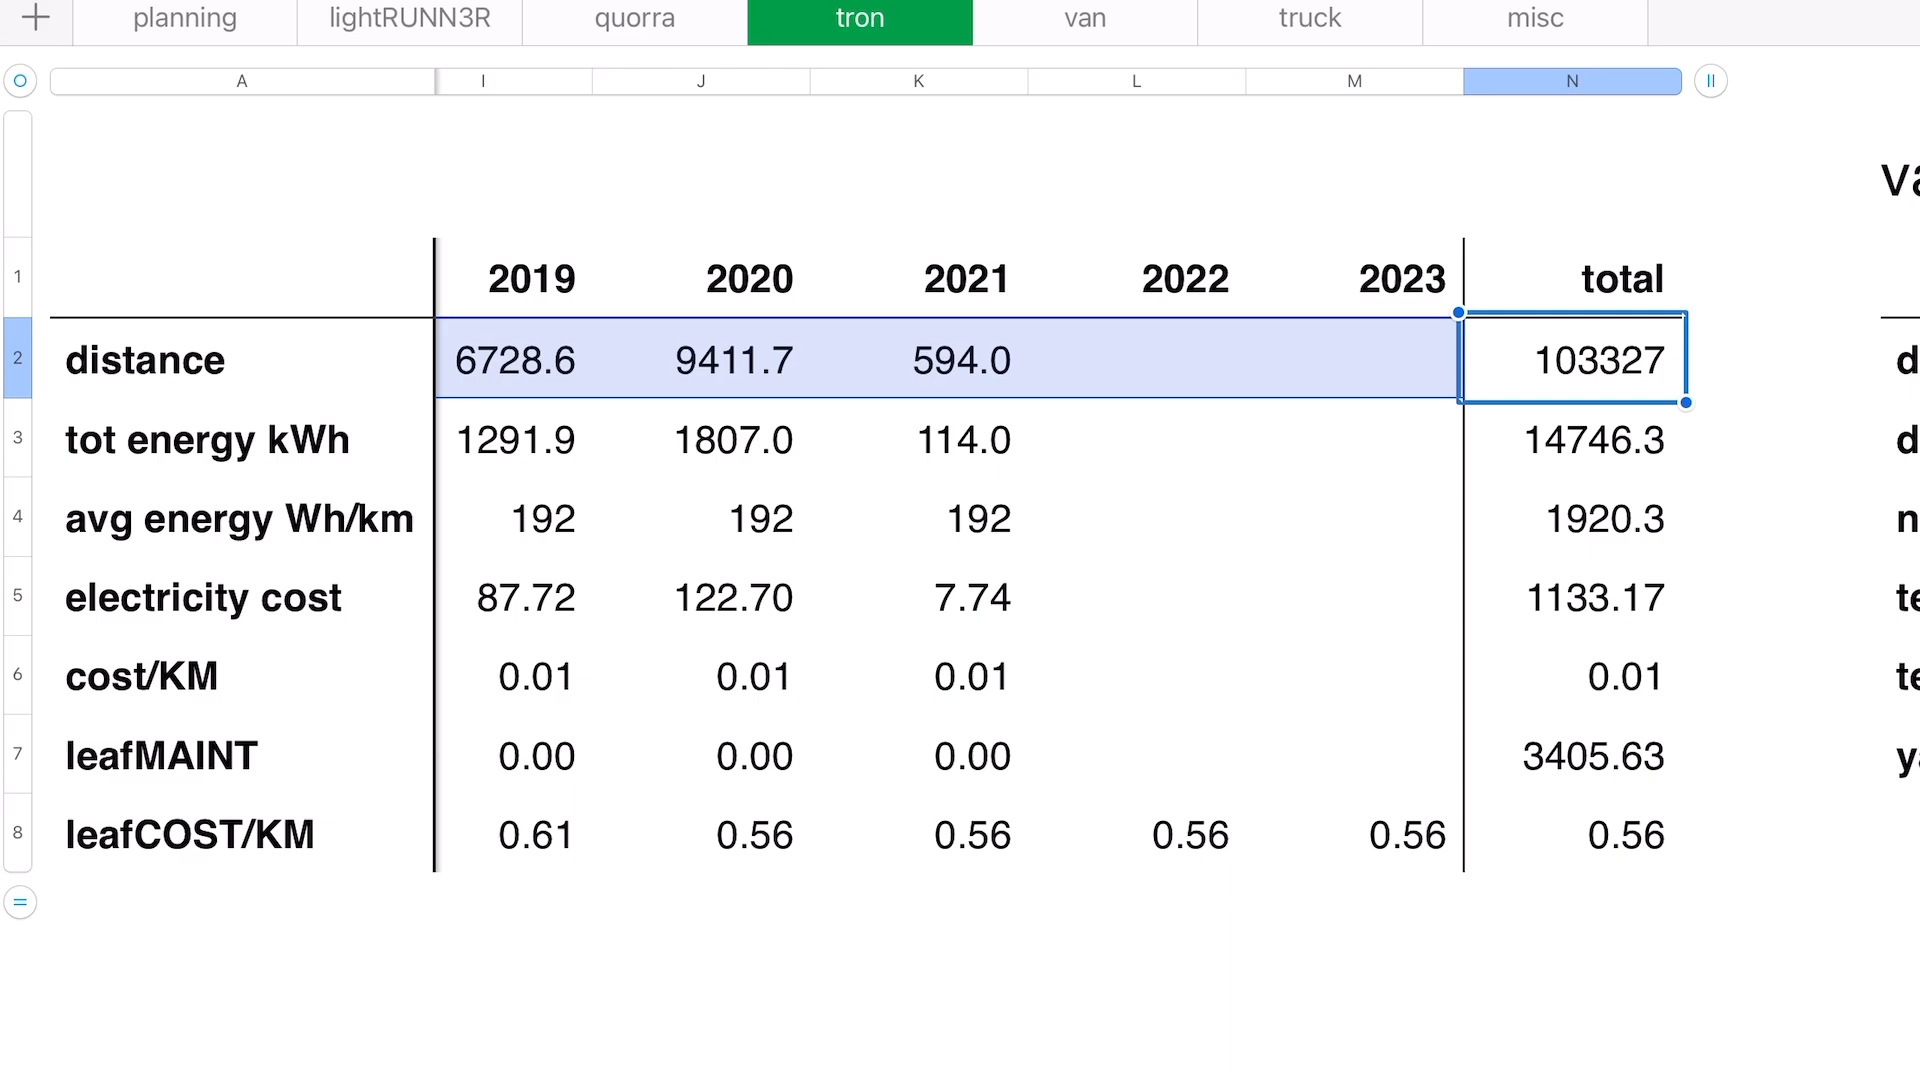 + planning lightRUNN3R quorra tron van truck misc
A I J K L M N
va
1 2019 2020 2021 2022 2023 total
2 distance 6728.6 9411.7 594.0 103327 d
3 tot energy kWh 1291.9 1807.0 114.0 14746.3 d
4 avg energy Wh/km 192 192 192 1920.3 n
5 electricity cost 87.72 122.70 7.74 1133.17 te
6 cost/KM 0.01 0.01 0.01 0.01 te
7 leafMAINT 0.00 0.00 0.00 3405.63 ya
8 leafCOST/KM 0.61 0.56 0.56 0.56 0.56 0.56
=